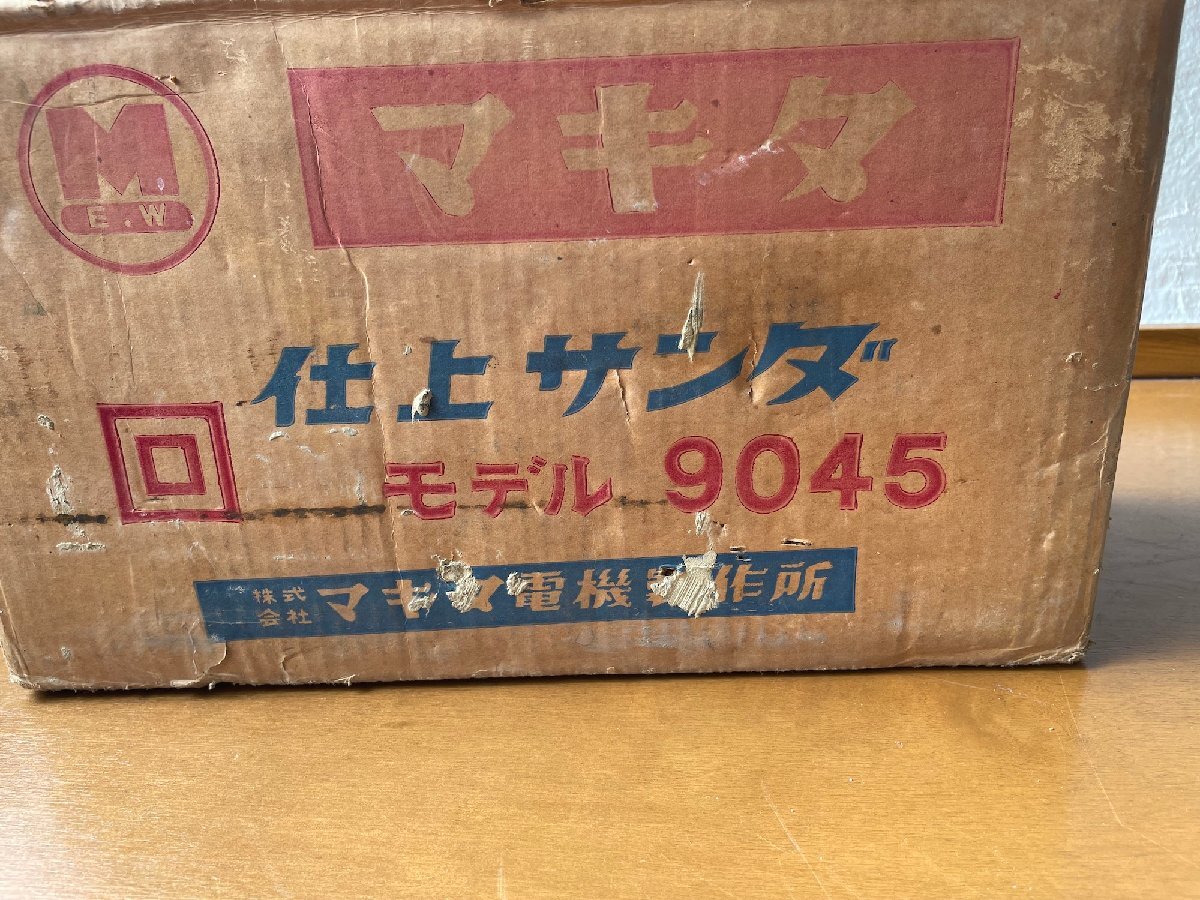 M
E.W
マキタ
仕上サンダ
モデル 9045
株式会社 マキタ電機製作所